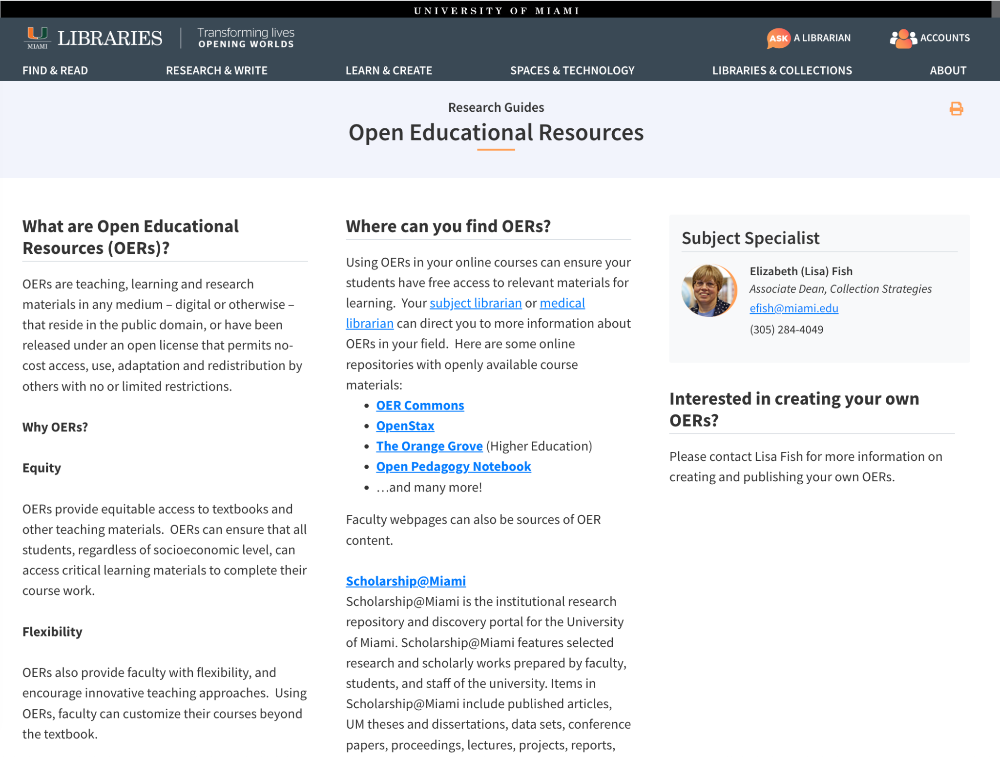 UNIVERSITY OF MIAMI
MIAMI
LIBRARIES
Transforming lives
OPENING WORLDS
ASK A LIBRARIAN
ACCOUNTS
FIND & READ
RESEARCH & WRITE
LEARN & CREATE
SPACES & TECHNOLOGY
LIBRARIES & COLLECTIONS
ABOUT
Research Guides
Open Educational Resources
What are Open Educational
Resources (OERs)?
OERs are teaching, learning and research
materials in any medium – digital or otherwise –
that reside in the public domain, or have been
released under an open license that permits no-
cost access, use, adaptation and redistribution by
others with no or limited restrictions.
Why OERs?
Equity
OERs provide equitable access to textbooks and
other teaching materials.  OERs can ensure that all
students, regardless of socioeconomic level, can
access critical learning materials to complete their
course work.
Flexibility
OERs also provide faculty with flexibility, and
encourage innovative teaching approaches.  Using
OERs, faculty can customize their courses beyond
the textbook.
Where can you find OERs?
Using OERs in your online courses can ensure your
students have free access to relevant materials for
learning.  Your subject librarian or medical
librarian can direct you to more information about
OERs in your field.  Here are some online
repositories with openly available course
materials:
• OER Commons
• OpenStax
• The Orange Grove (Higher Education)
• Open Pedagogy Notebook
• …and many more!
Faculty webpages can also be sources of OER
content.
Scholarship@Miami
Scholarship@Miami is the institutional research
repository and discovery portal for the University
of Miami. Scholarship@Miami features selected
research and scholarly works prepared by faculty,
students, and staff of the university. Items in
Scholarship@Miami include published articles,
UM theses and dissertations, data sets, conference
papers, proceedings, lectures, projects, reports,
Subject Specialist
Elizabeth (Lisa) Fish
Associate Dean, Collection Strategies
efish@miami.edu
(305) 284-4049
Interested in creating your own
OERs?
Please contact Lisa Fish for more information on
creating and publishing your own OERs.